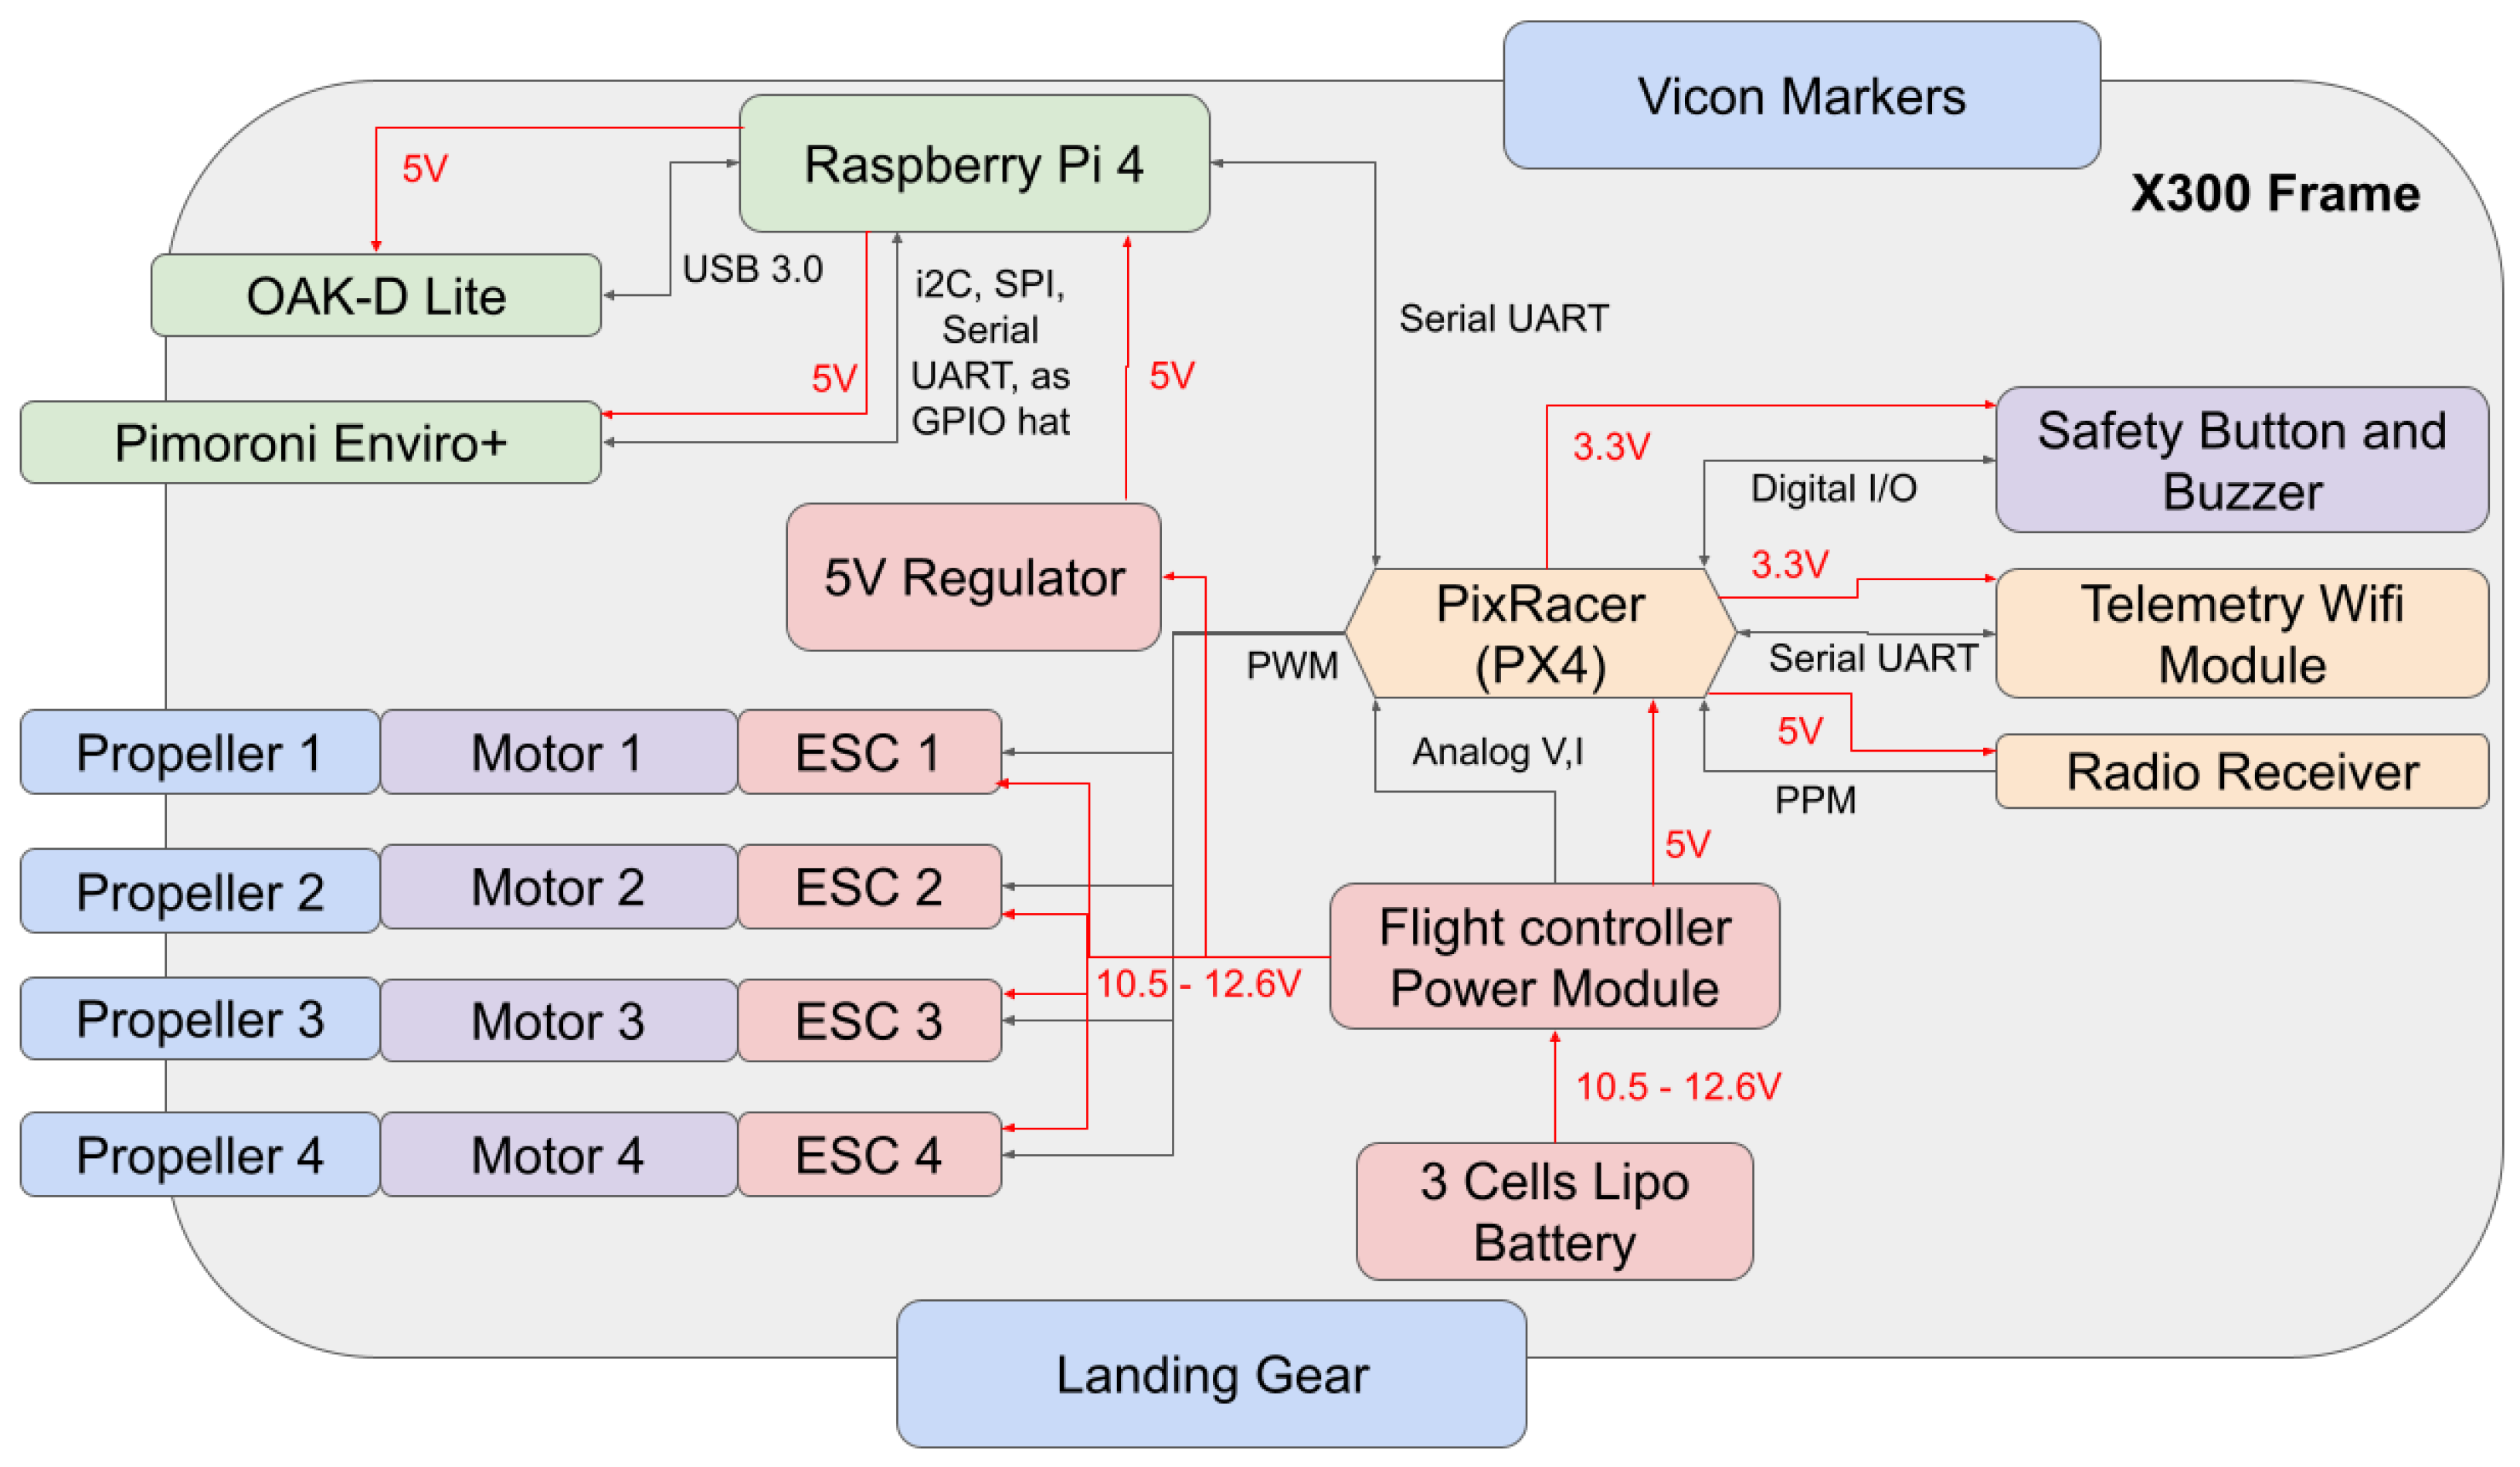 Vicon Markers
X300 Frame
Raspberry Pi 4
5V
OAK-D Lite
USB 3.0
i2C, SPI,
Serial
UART, as
GPIO hat
5V
5V
Serial UART
Pimoroni Enviro+
3.3V
Safety Button and
Buzzer
Digital I/O
5V Regulator
3.3V
PixRacer
(PX4)
Telemetry Wifi
Module
PWM
Serial UART
5V
Radio Receiver
PPM
Analog V,I
5V
Propeller 1
Motor 1
ESC 1
Propeller 2
Motor 2
ESC 2
Flight controller
Power Module
10.5 - 12.6V
Propeller 3
Motor 3
ESC 3
10.5 - 12.6V
Propeller 4
Motor 4
ESC 4
3 Cells Lipo
Battery
Landing Gear